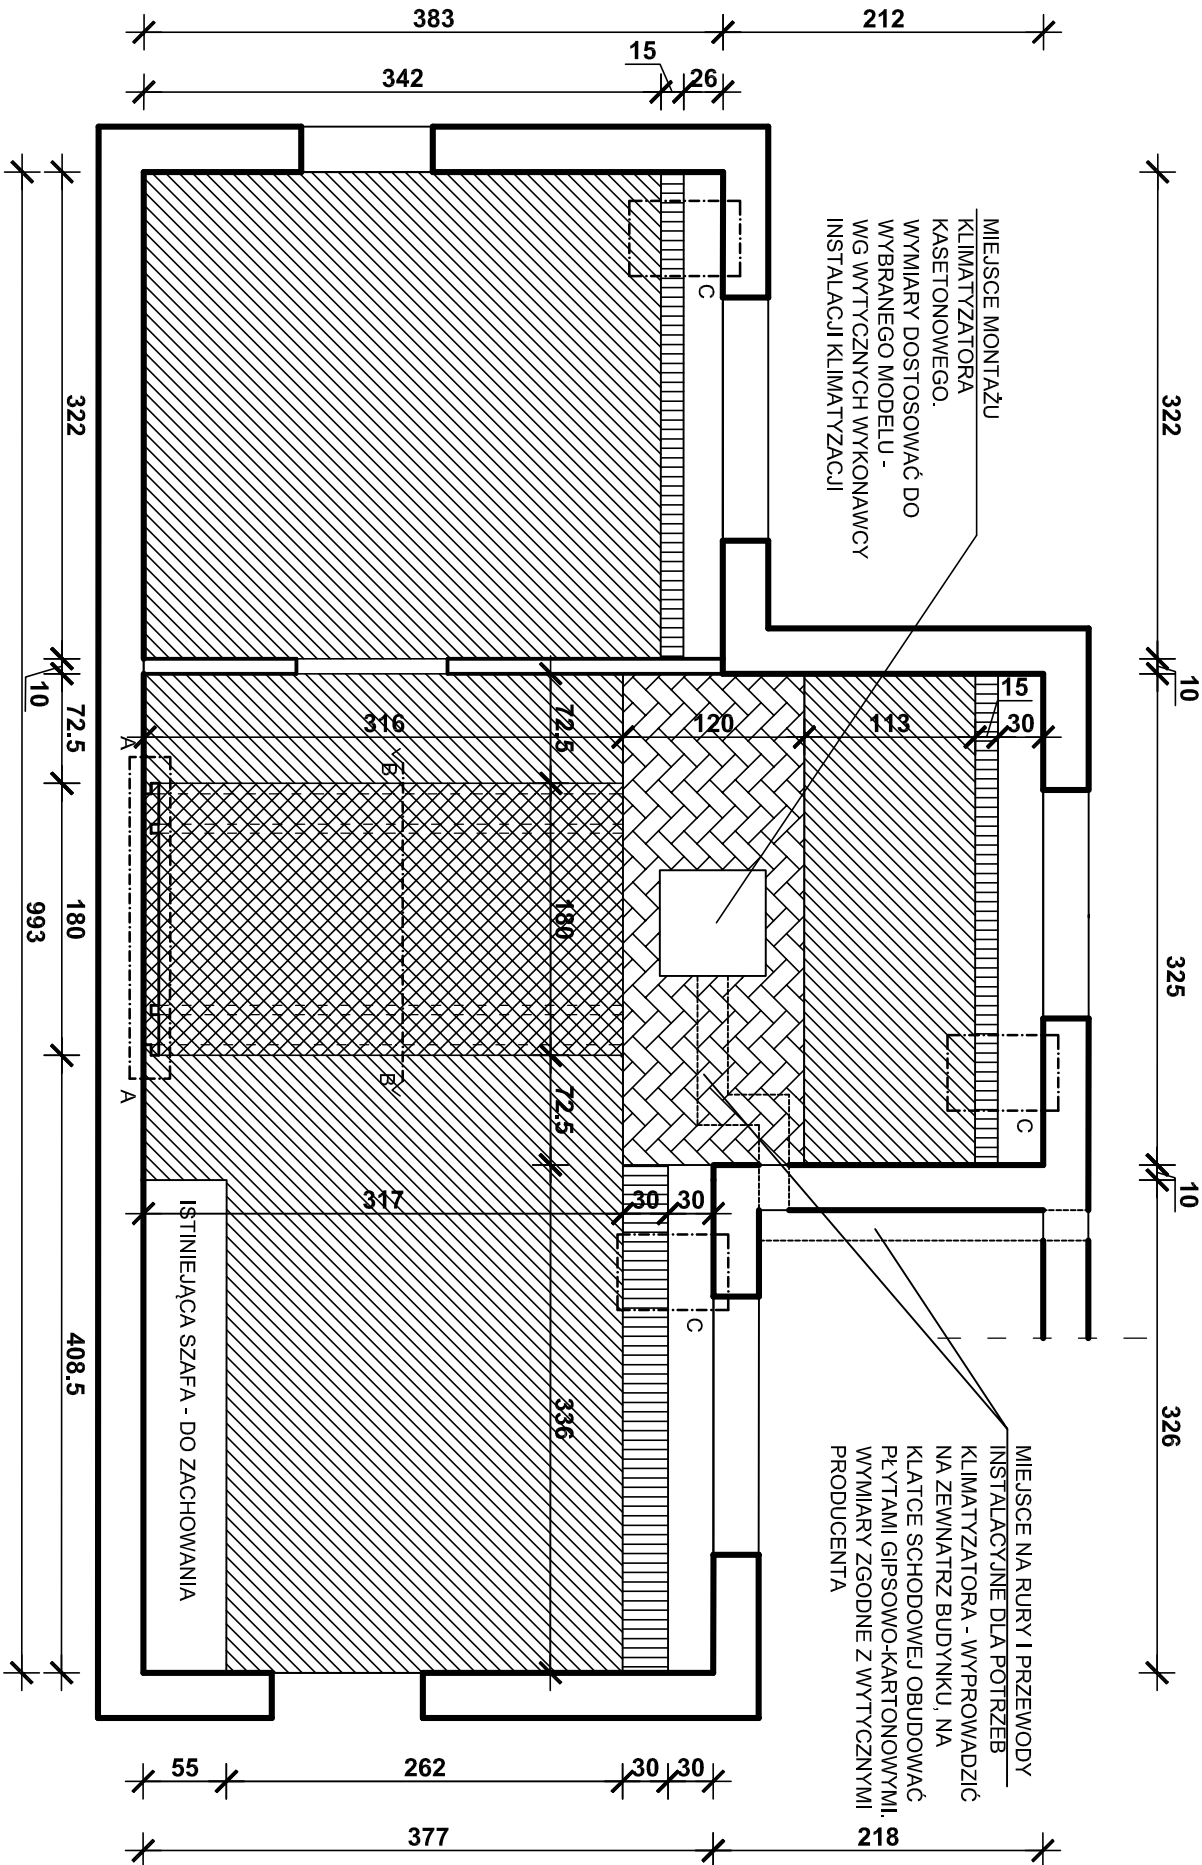 383
212
15
342
26
MIEJSCE MONTAŻU
KLIMATYZATORA
KASETONOWEGO.
WYMIARY DOSTOSOWAĆ DO
WYBRANEGO MODELU -
WG WYTYCZNYCH WYKONAWCY
INSTALACJI KLIMATYZACJI
C
322
10
325
10
326
322
10
72.5
180
408.5
993
15
316
120
113
30
72.5
180
72.5
336
A
A
B
B
C
317
30
30
C
ISTINIEJĄCA SZAFA - DO ZACHOWANIA
MIEJSCE NA RURY I PRZEWODY
INSTALACYJNE DLA POTRZEB
KLIMATYZATORA - WYPROWADZIĆ
NA ZEWNATRZ BUDYNKU, NA
KLATCE SCHODOWEJ OBUDOWAĆ
PŁYTAMI GIPSOWO-KARTONOWYMI.
WYMIARY ZGODNE Z WYTYCZNYMI
PRODUCENTA
55
262
30
30
377
218